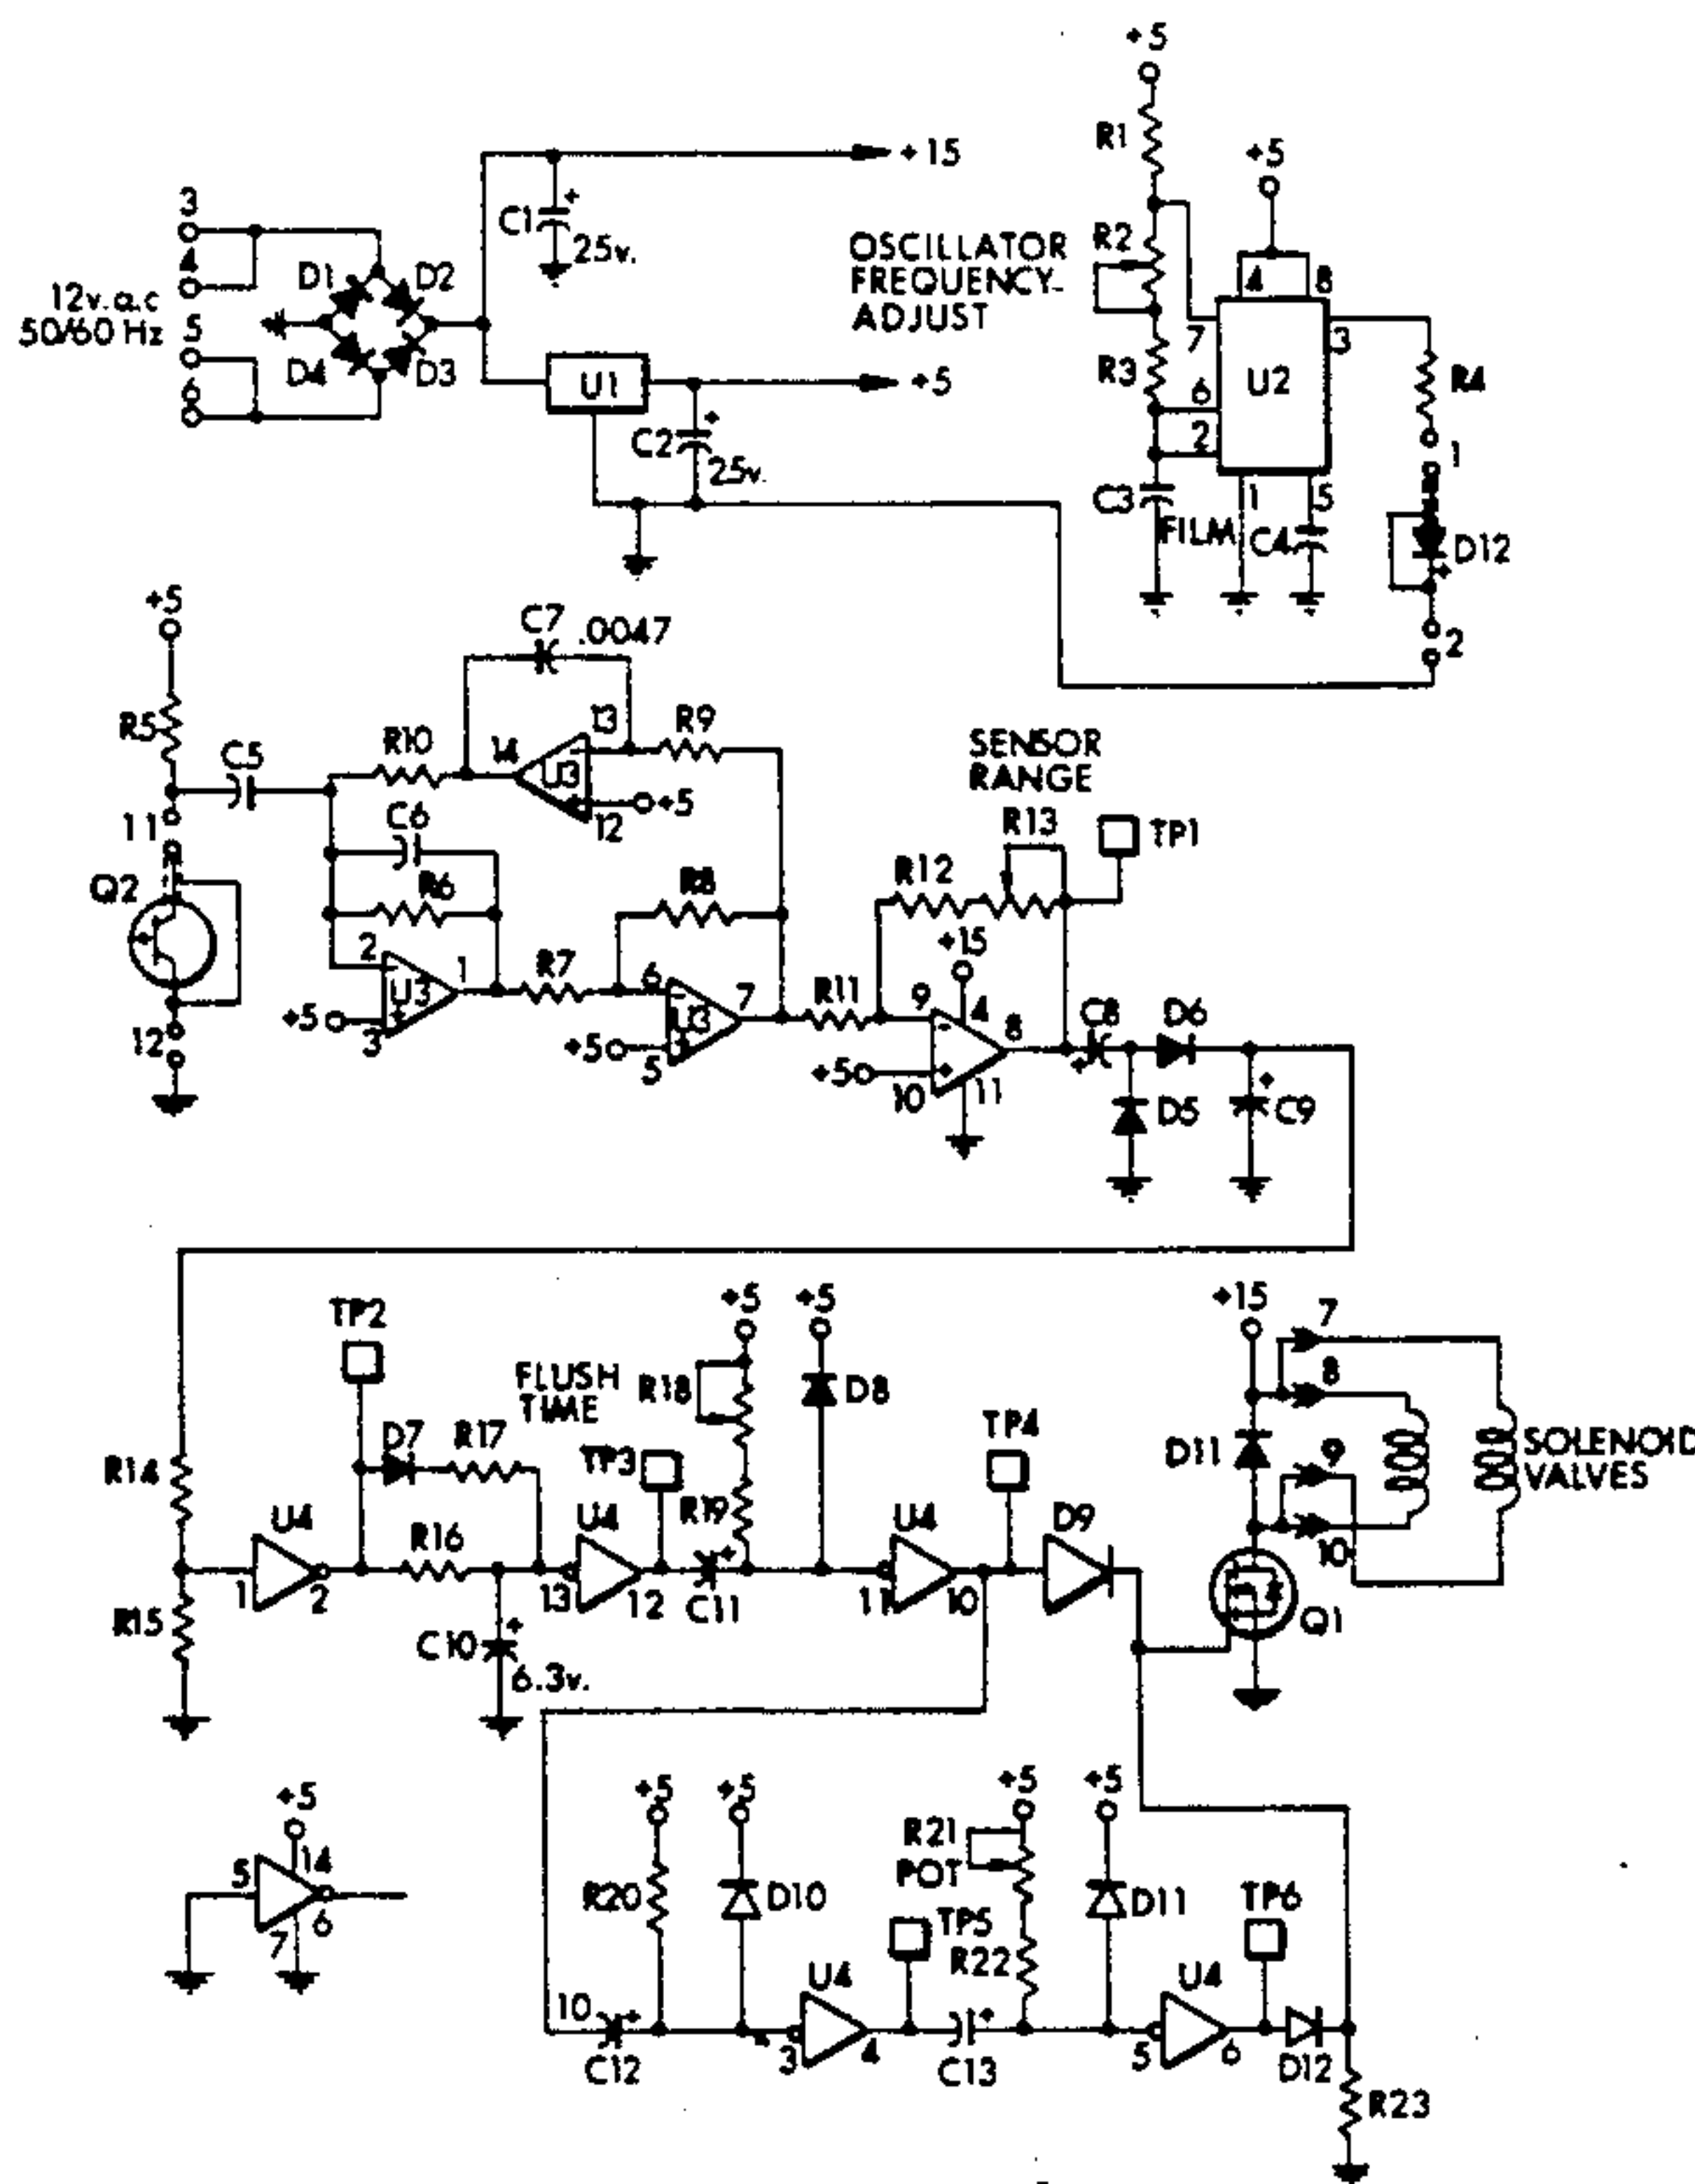 +5
R1
+5
+15
3
4
C1
+
25v.
OSCILLATOR
FREQUENCY-
ADJUST
R2
D1
D2
4
8
12v.a.c
50/60 Hz
5
7
3
D4
D3
U1
+5
R3
U2
R4
6
6
C2
+
25v.
2
1
C3
FILM
1
5
C4
D12
+
+5
C7
.0047
2
R5
C5
R10
14
13
U3
R9
+5
12
SENSOR
RANGE
R13
TP1
11
C6
Q2
R6
R8
R12
+15
2
1
U3
R7
6
7
R11
9
4
8
C8
D6
12
+5
3
+5
U3
5
+5
10
11
D5
+
C9
TP2
+5
+5
+15
7
8
FLUSH
TIME
R18
D8
D7
R17
TP3
TP4
D11
9
SOLENOID
VALVES
R14
U4
R16
U4
R19
U4
D9
10
1
2
13
12
C11
+
11
10
Q1
R15
C10
+
6.3v.
+5
+5
+5
+5
+5
5
14
6
7
R20
D10
R21
POT
D11
TP5
R22
TP6
10
C12
+
U4
3
4
C13
+
U4
5
6
D12
R23